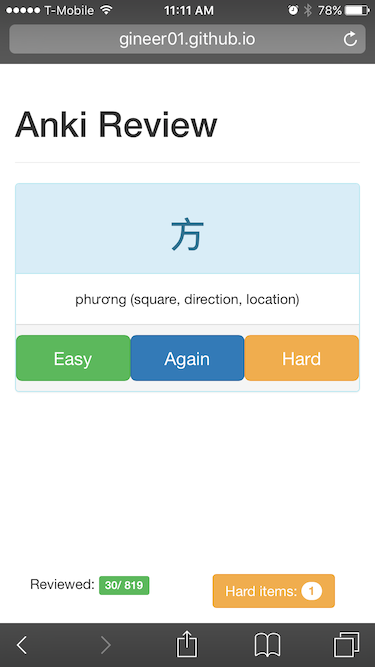 T-Mobile 11:11 AM 78%
gineer01.github.io
Anki Review
方
phương (square, direction, location)
Easy Again Hard
Reviewed: 30/ 819 Hard items: 1